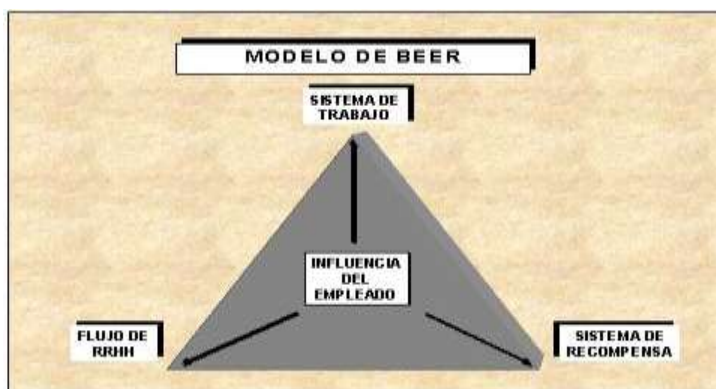 MODELO DE BEER
SISTEMA DE
TRABAJO
INFLUENCIA
DEL
EMPLEADO
FLUJO DE
RRHH
SISTEMA DE
RECOMPENSA